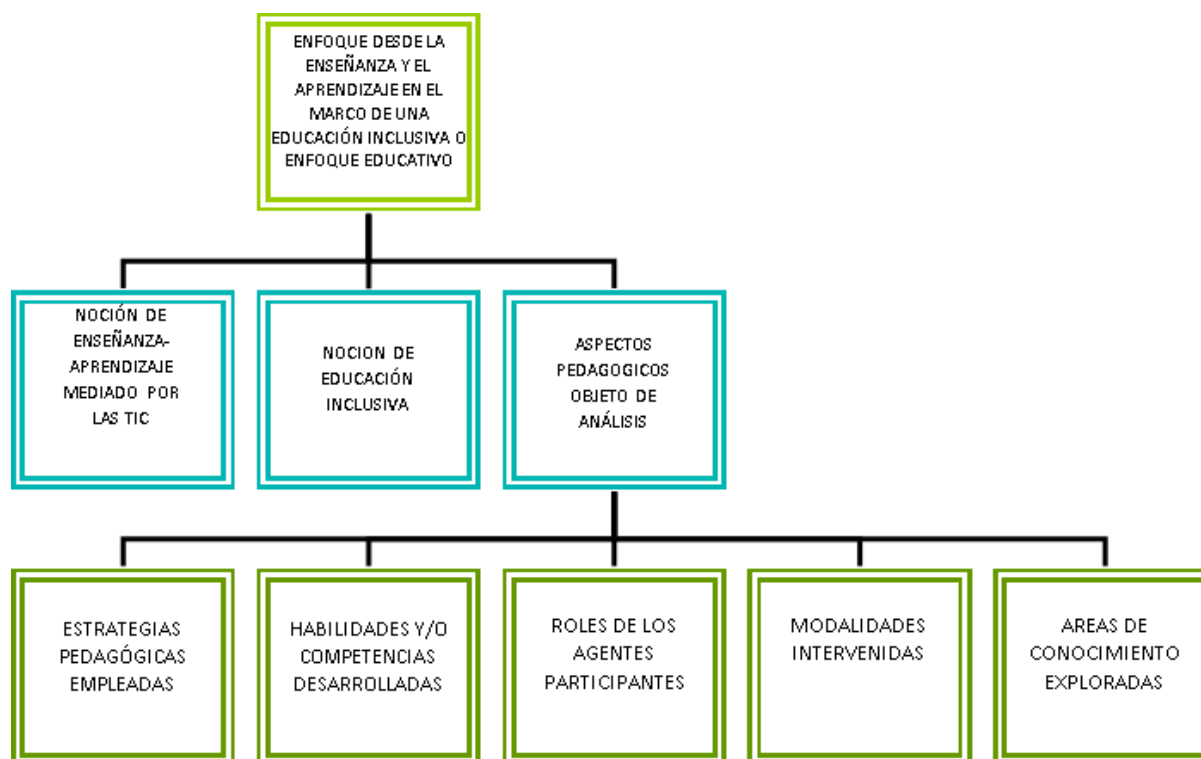 ENFOQUE DESDE LA
ENSEÑANZA Y EL
APRENDIZAJE EN EL
MARCO DE UNA
EDUCACIÓN INCLUSIVA O
ENFOQUE EDUCATIVO
NOCIÓN DE
ENSEÑANZA-
APRENDIZAJE
MEDIADO POR
LAS TIC
NOCION DE
EDUCACIÓN
INCLUSIVA
ASPECTOS
PEDAGOGICOS
OBJETO DE
ANÁLISIS
ESTRATEGIAS
PEDAGÓGICAS
EMPLEADAS
HABILIDADES Y/O
COMPETENCIAS
DESARROLLADAS
ROLES DE LOS
AGENTES
PARTICIPANTES
MODALIDADES
INTERVENIDAS
AREAS DE
CONOCIMIENTO
EXPLORADAS